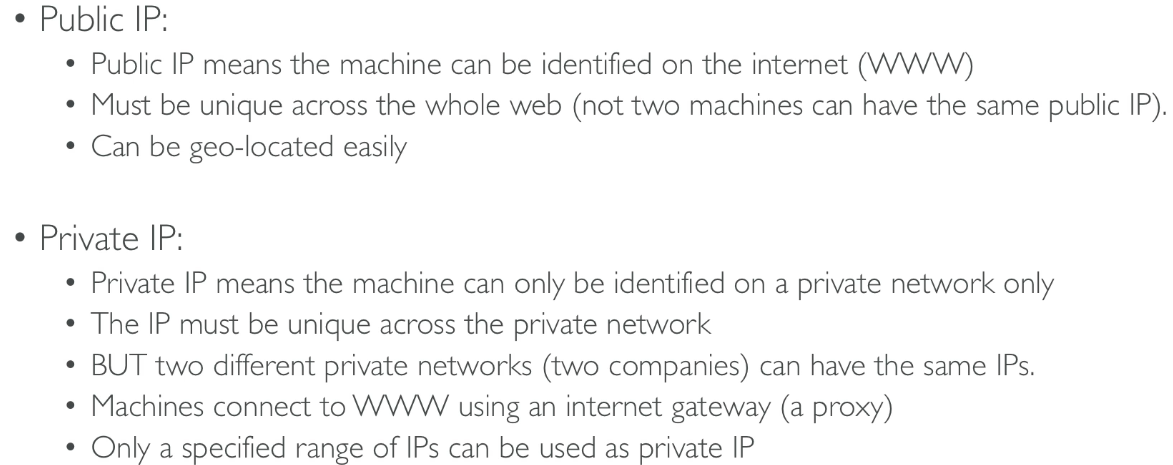 • Public IP:
• Public IP means the machine can be identified on the internet (WWW)
• Must be unique across the whole web (not two machines can have the same public IP).
• Can be geo-located easily
• Private IP:
• Private IP means the machine can only be identified on a private network only
• The IP must be unique across the private network
• BUT two different private networks (two companies) can have the same IPs.
• Machines connect to WWW using an internet gateway (a proxy)
• Only a specified range of IPs can be used as private IP